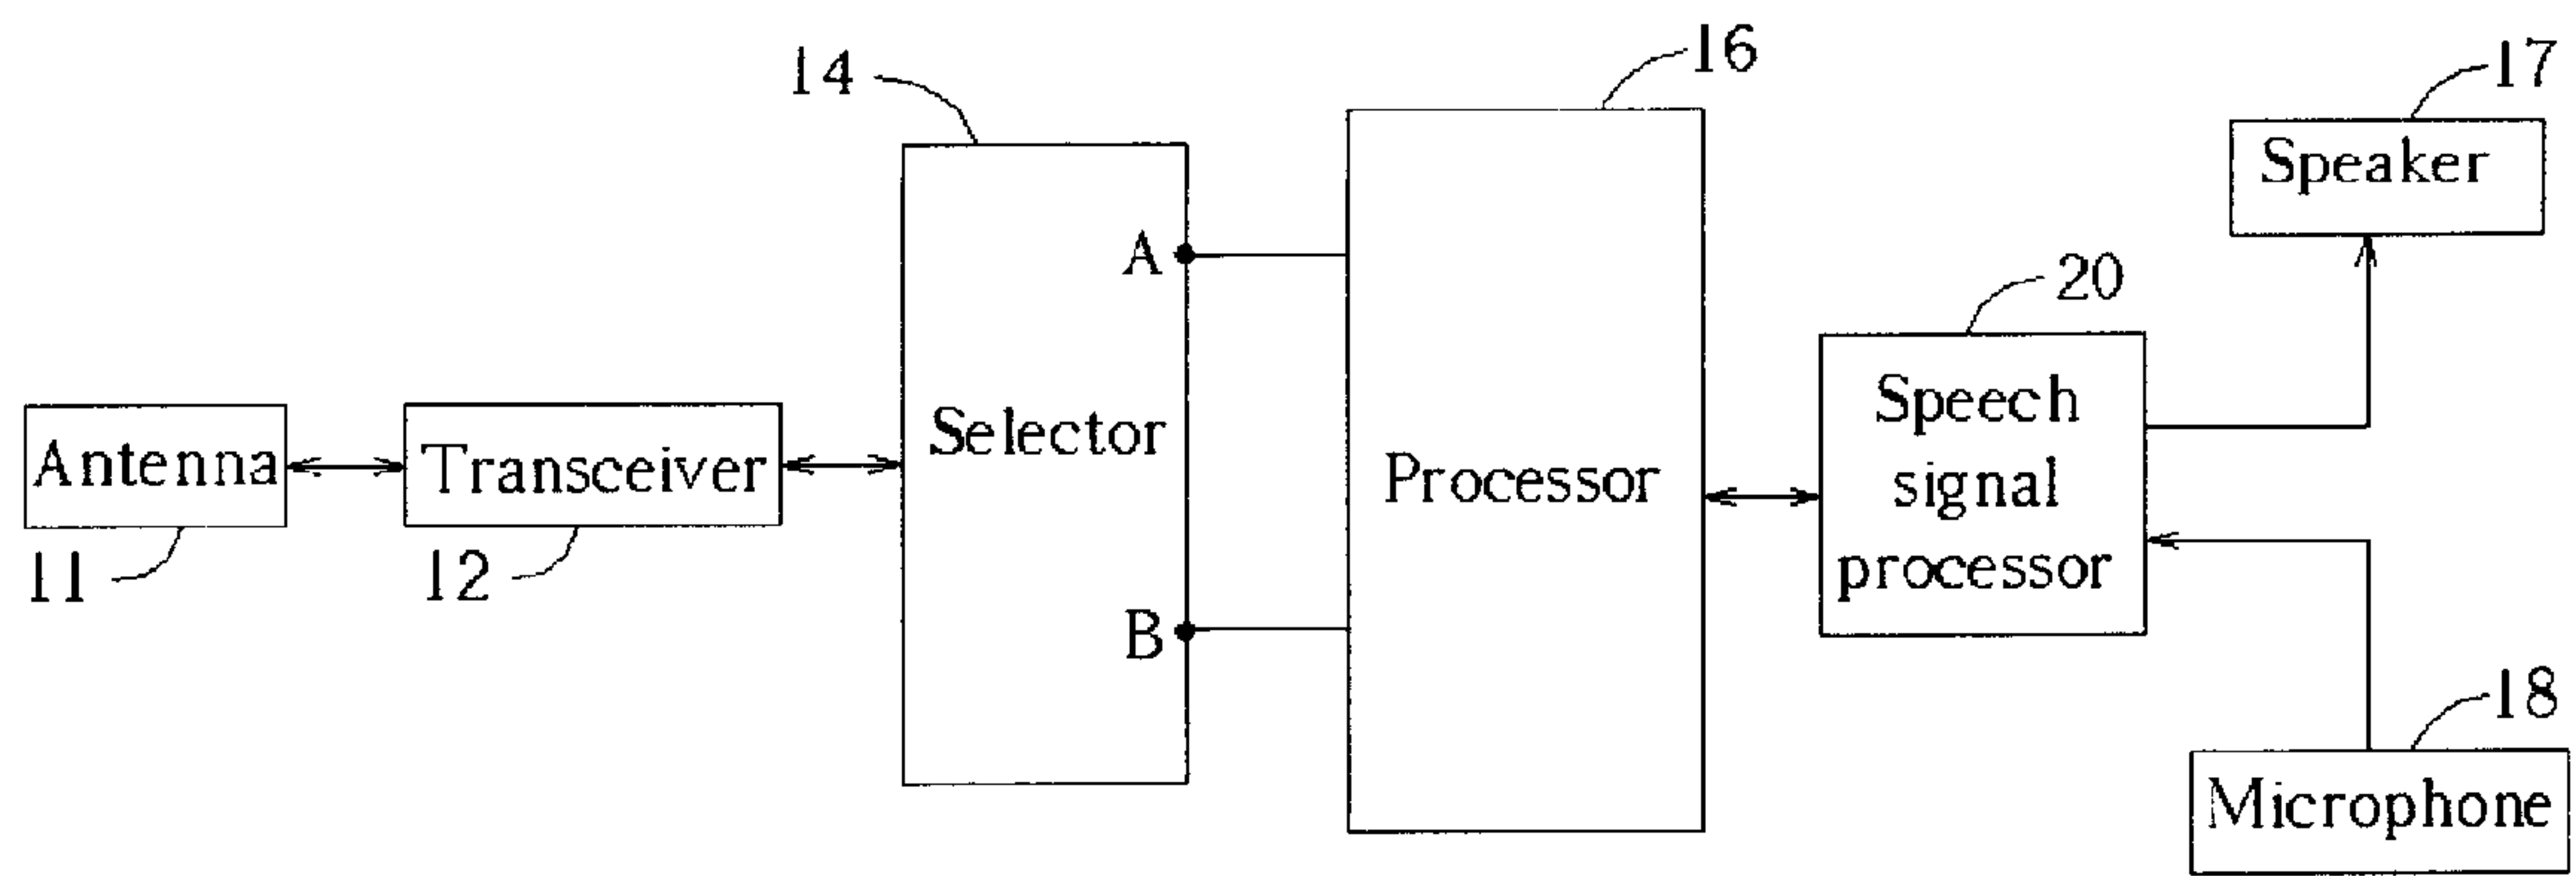 14
16
17
Speaker
A
20
Antenna
Transceiver
Selector
Processor
Speech
signal
processor
11
12
B
18
Microphone